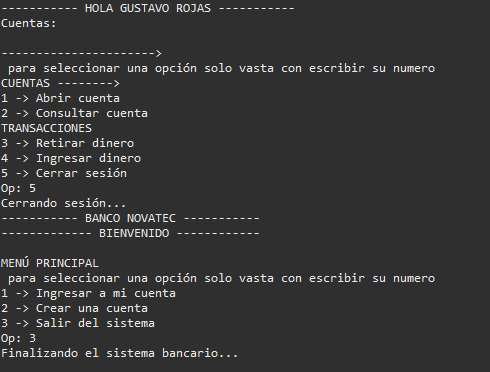 ----------- HOLA GUSTAVO ROJAS -----------
Cuentas:
---------------------->
para seleccionar una opción solo vasta con escribir su numero
CUENTAS -------->
1 -> Abrir cuenta
2 -> Consultar cuenta
TRANSACCIONES
3 -> Retirar dinero
4 -> Ingresar dinero
5 -> Cerrar sesión
Op: 5
Cerrando sesión...
----------- BANCO NOVATEC -----------
------------- BIENVENIDO ------------
MENÚ PRINCIPAL
para seleccionar una opción solo vasta con escribir su numero
1 -> Ingresar a mi cuenta
2 -> Crear una cuenta
3 -> Salir del sistema
Op: 3
Finalizando el sistema bancario...